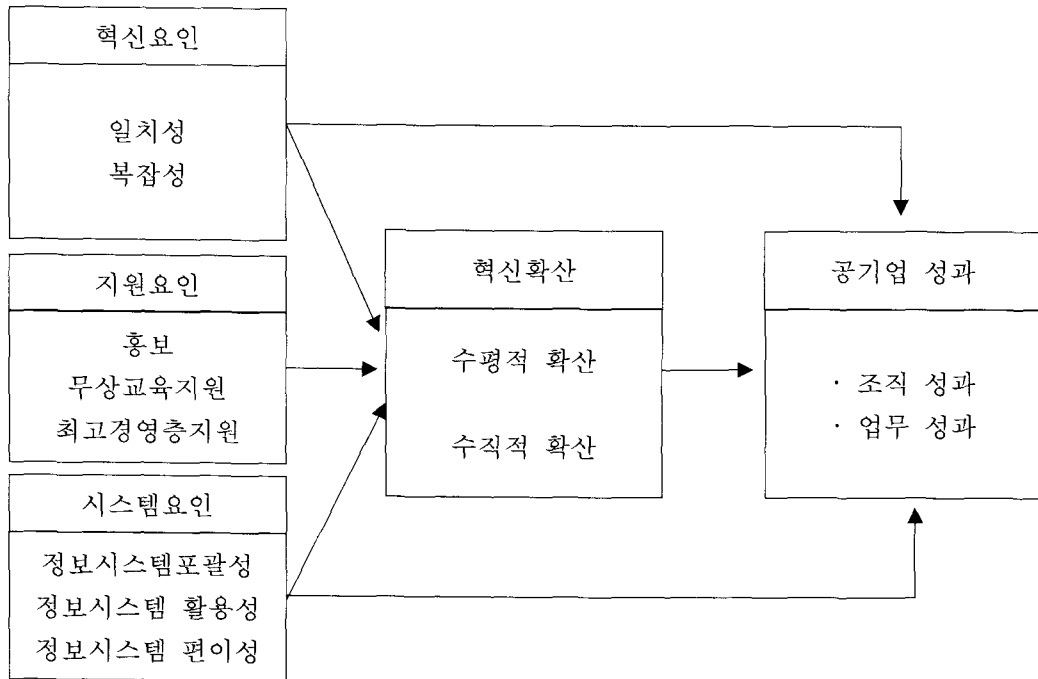 혁신요인
일치성
복잡성
지원요인
홍보
무상교육지원
최고경영층지원
시스템요인
정보시스템포괄성
정보시스템 활용성
정보시스템 편이성
혁신확산
수평적 확산
수직적 확산
공기업 성과
· 조직 성과
· 업무 성과